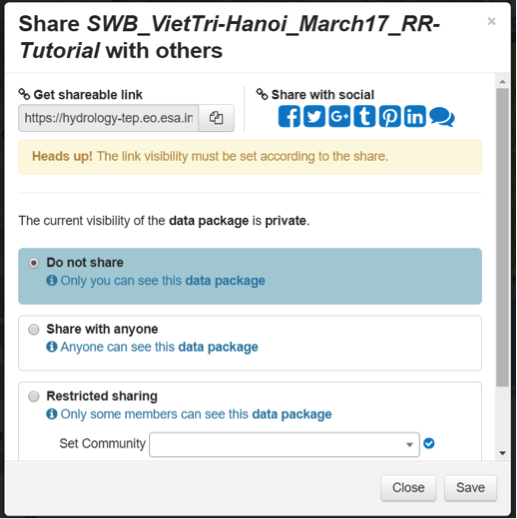 Share SWB_VietTri-Hanoi_March17_RR-
Tutorial with others
×
Get shareable link
https://hydrology-tep.eo.esa.in
Share with social
Heads up! The link visibility must be set according to the share.
The current visibility of the data package is private.
Do not share
Only you can see this data package
Share with anyone
Anyone can see this data package
Restricted sharing
Only some members can see this data package
Set Community
Close
Save